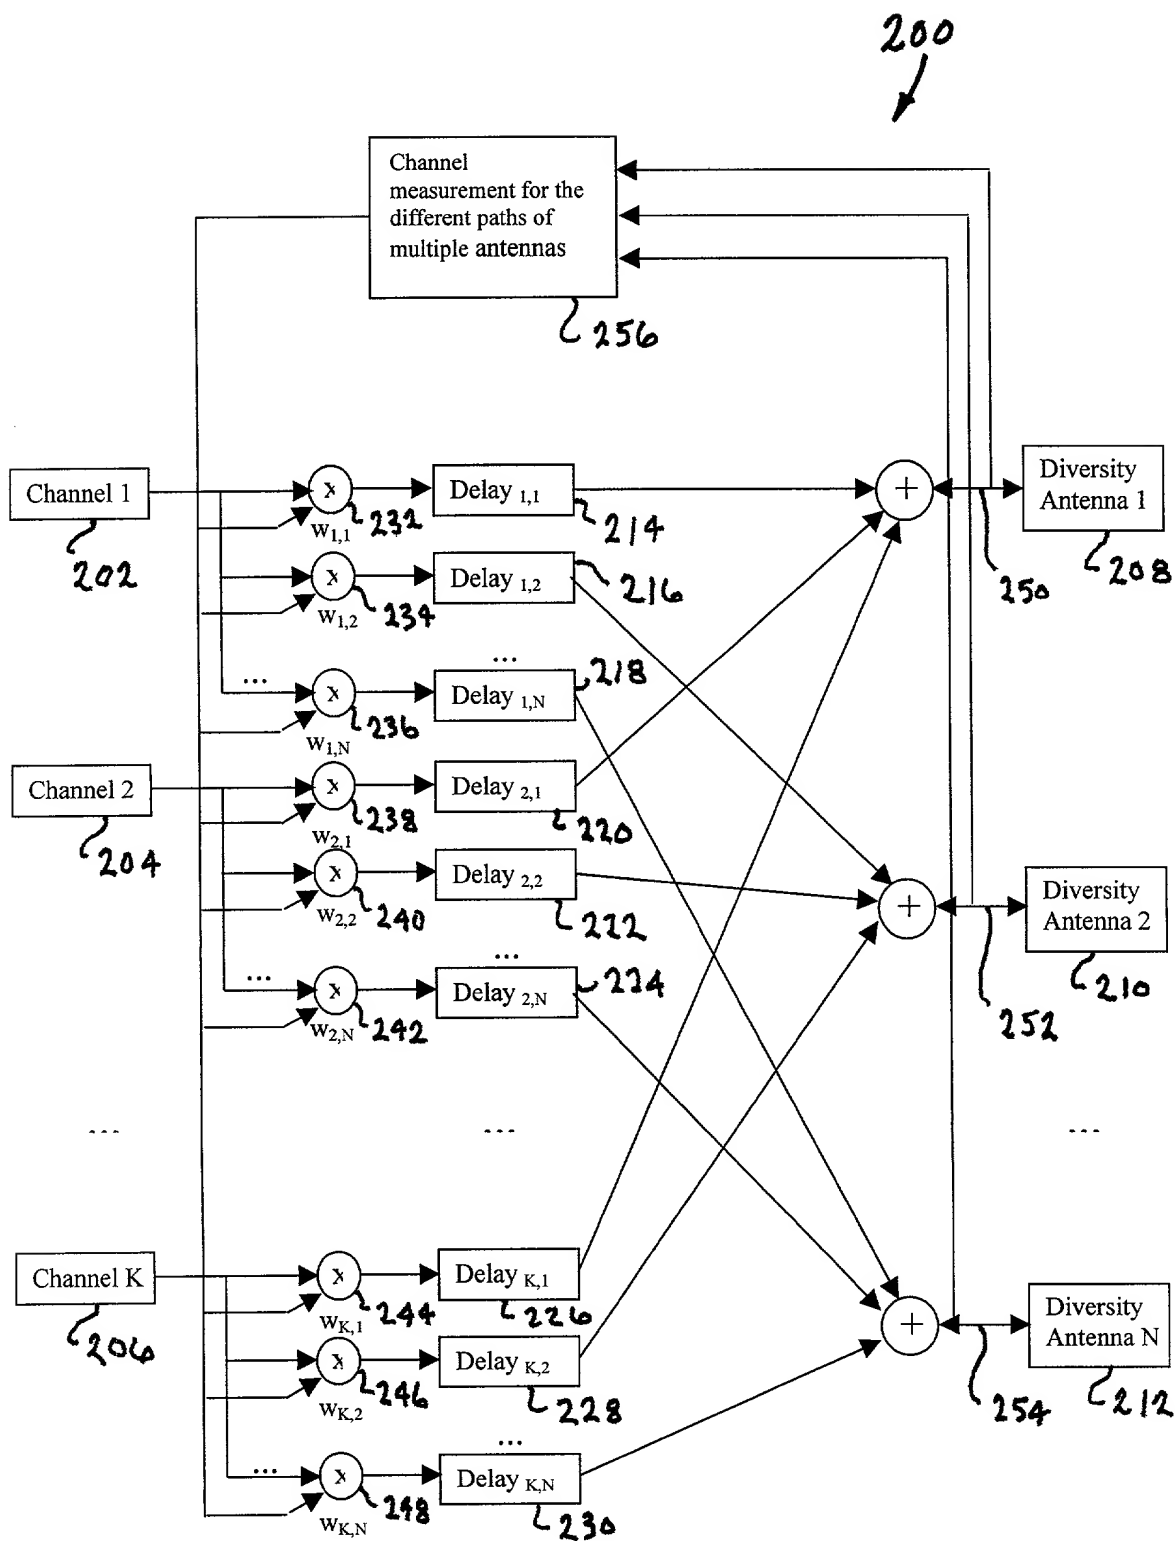 200
Channel
measurement for the
different paths of
multiple antennas
256
Channel 1
202
x
w1,1
232
Delay 1,1
214
+
250
Diversity
Antenna 1
208
x
w1,2
234
Delay 1,2
216
...
x
w1,N
236
...
Delay 1,N
218
Channel 2
204
x
w2,1
238
Delay 2,1
220
x
w2,2
240
Delay 2,2
222
+
252
Diversity
Antenna 2
210
...
x
w2,N
242
...
Delay 2,N
224
...
...
...
Channel K
206
x
wK,1
244
Delay K,1
226
x
wK,2
246
Delay K,2
228
+
254
Diversity
Antenna N
212
...
x
wK,N
248
...
Delay K,N
230